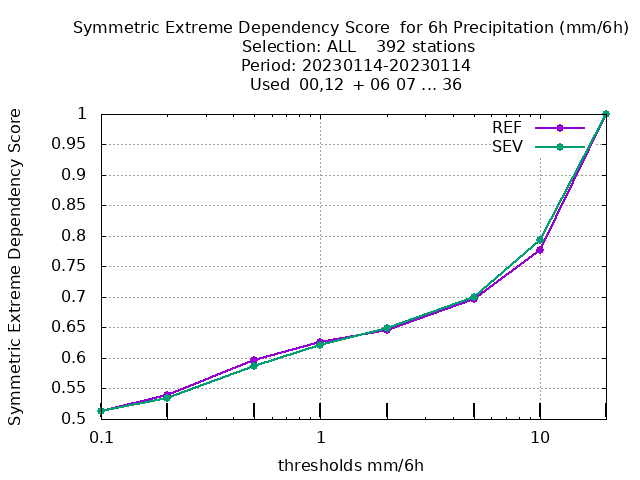 Symmetric Extreme Dependency Score  for 6h Precipitation (mm/6h)
Selection: ALL    392 stations
Period: 20230114-20230114
Used  00,12  + 06 07 ... 36
Symmetric Extreme Dependency Score
1
0.95
0.9
0.85
0.8
0.75
0.7
0.65
0.6
0.55
0.5
REF
SEV
0.1
1
10
thresholds mm/6h